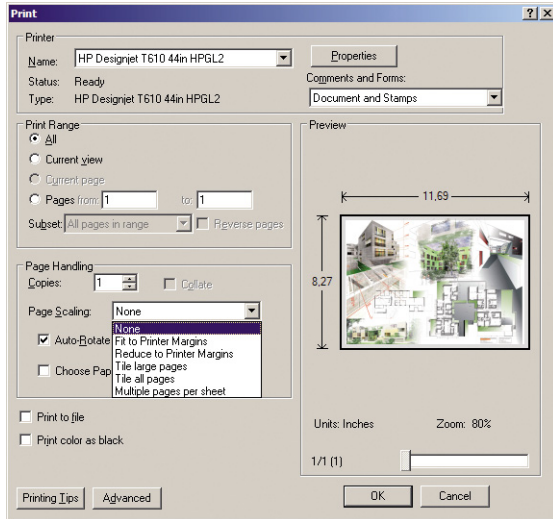 Print
Printer
Name: HP Designjet T610 44in HPGL2
Properties
Status: Ready
Comments and Forms:
Type: HP Designjet T610 44in HPGL2
Document and Stamps
Print Range
All
Current view
Current page
Pages from: 1 to: 1
Subset: All pages in range
Reverse pages
Page Handling
Copies: 1
Collate
Page Scaling: None
None
Fit to Printer Margins
Reduce to Printer Margins
Tile large pages
Tile all pages
Multiple pages per sheet
Auto-Rotate
Choose Pap
Print to file
Print color as black
Preview
11,69
8,27
Units: Inches Zoom: 80%
1/1 (1)
Printing Tips
Advanced
OK
Cancel